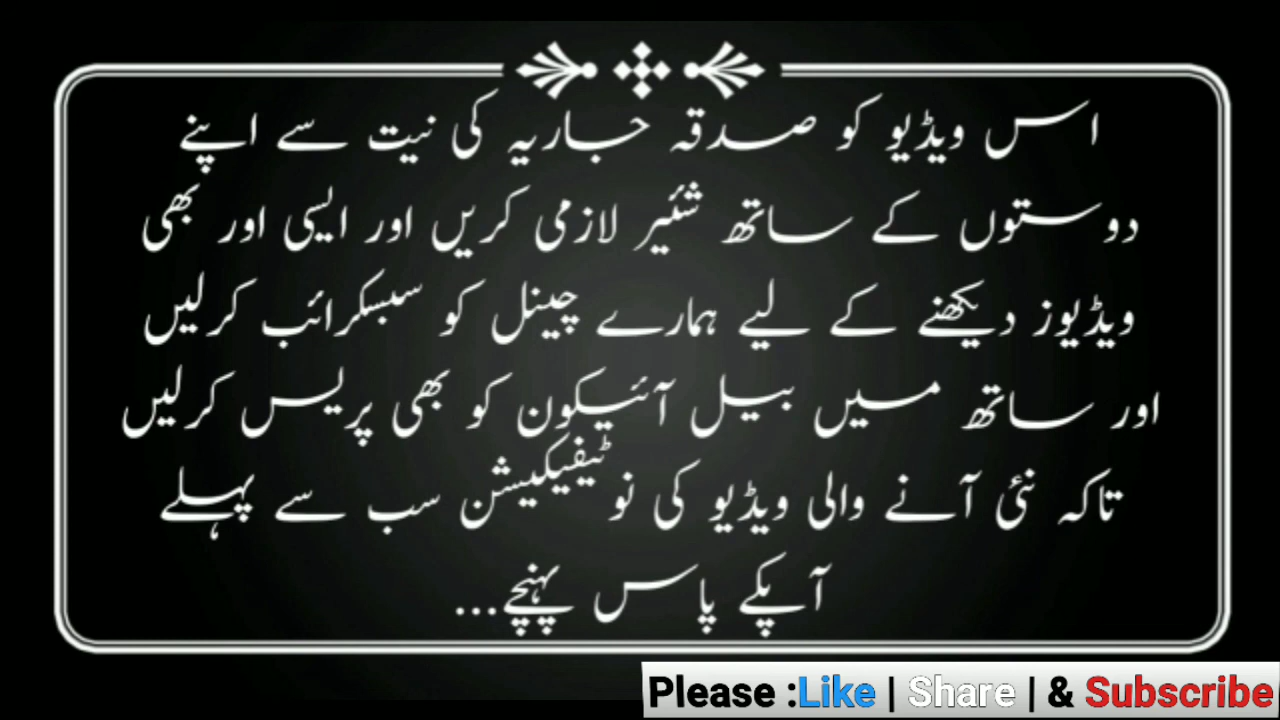 اس ویڈیو کو صدقہ جاریہ کی نیت سے اپنے
دوستوں کے ساتھ شئیر لازمی کریں اور ایسی اور بھی
ویڈیوز دیکھنے کے لیے ہمارے چینل کو سبسکرائب کرلیں
اور ساتھ میں بیل آئیکون کو بھی پریس کرلیں
تاکہ نئی آنے والی ویڈیو کی نوٹیفیکیشن سب سے پہلے
آپکے پاس پہنچے...
Please :Like | Share | & Subscribe